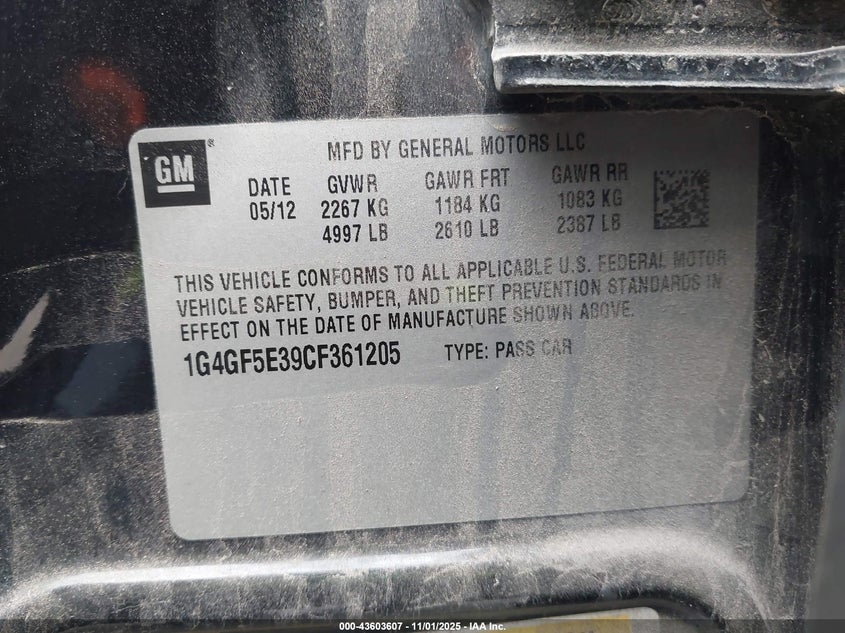 GM ®
MFD BY GENERAL MOTORS LLC
DATE GVWR GAWR FRT GAWR RR
05/12 2267 KG 1184 KG 1083 KG
4997 LB 2610 LB 2387 LB
THIS VEHICLE CONFORMS TO ALL APPLICABLE U.S. FEDERAL MOTOR
VEHICLE SAFETY, BUMPER, AND THEFT PREVENTION STANDARDS IN
EFFECT ON THE DATE OF MANUFACTURE SHOWN ABOVE.
1G4GF5E39CF361205 TYPE: PASS CAR
000-43603607 - 11/01/2025 - IAA Inc.